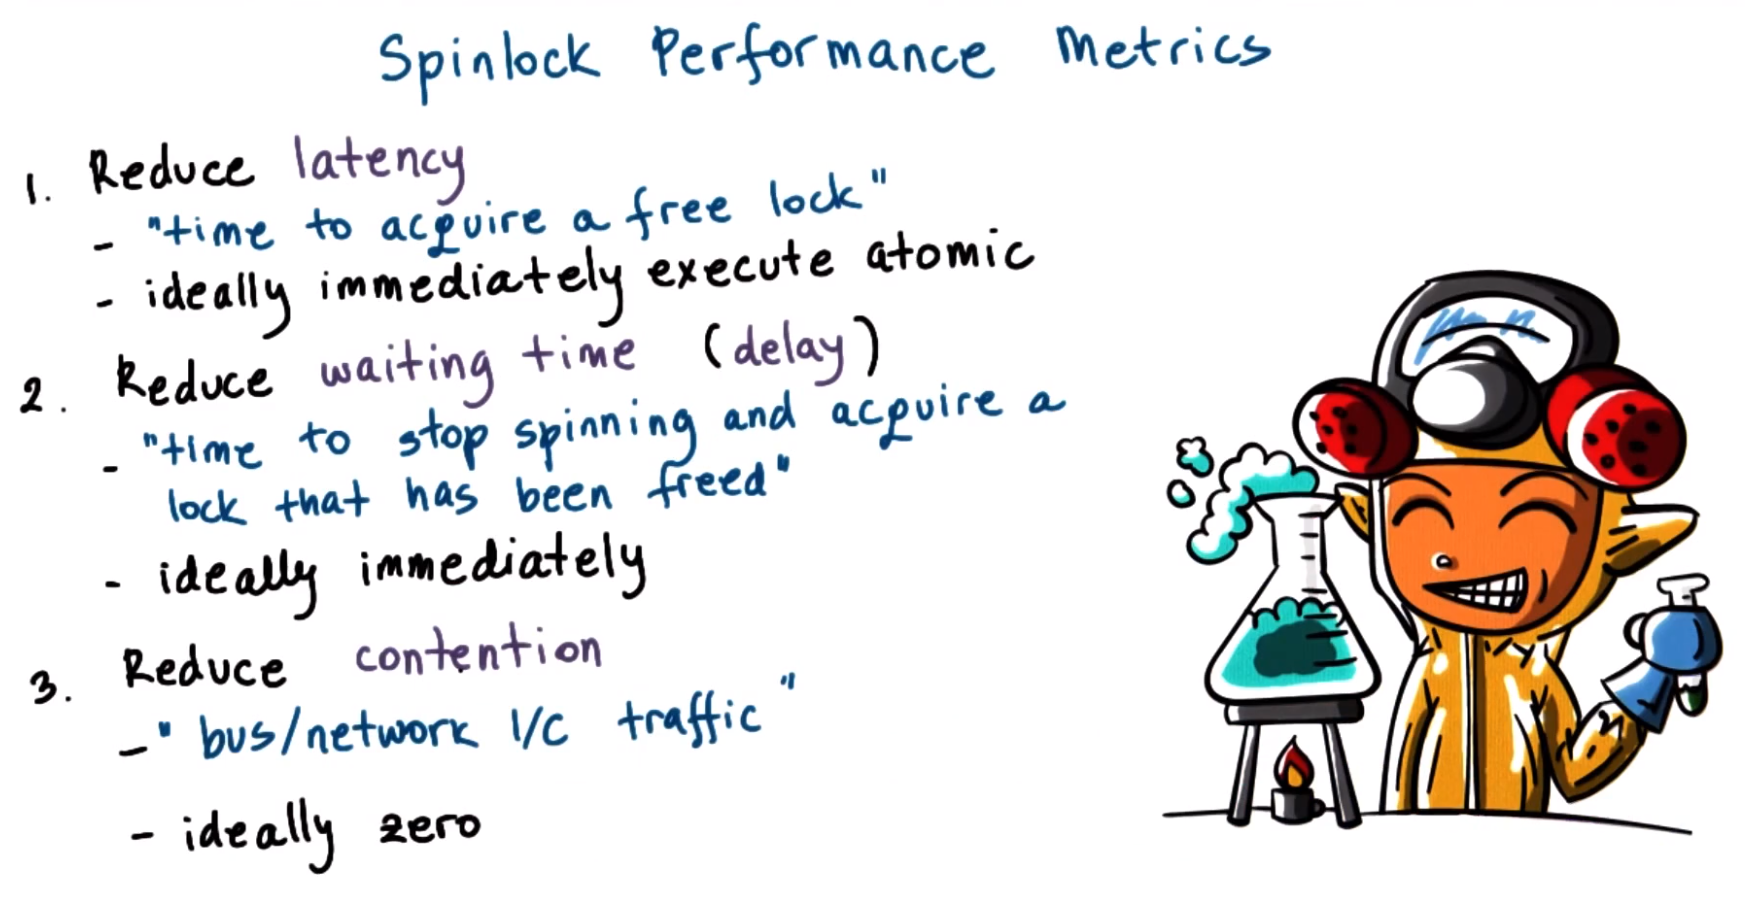 Spinlock Performance Metrics
1. Reduce latency
- "time to acquire a free lock"
- ideally immediately execute atomic
2. Reduce waiting time (delay)
- "time to stop spinning and acquire a
lock that has been freed"
- ideally immediately
3. Reduce contention
- "bus/network I/C traffic"
- ideally zero